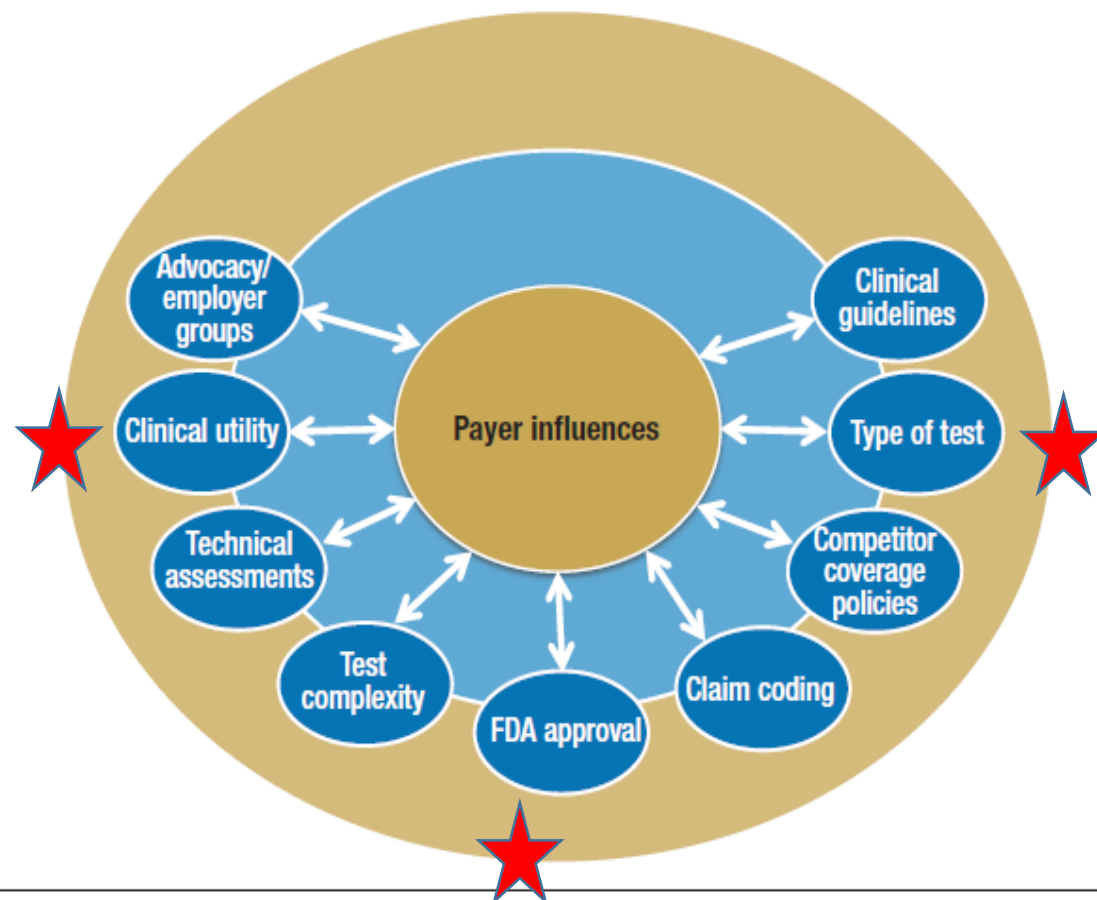 Advocacy/
employer
groups
Clinical
guidelines
Clinical utility
Payer influences
Type of test
Technical
assessments
Competitor
coverage
policies
Test
complexity
Claim coding
FDA approval